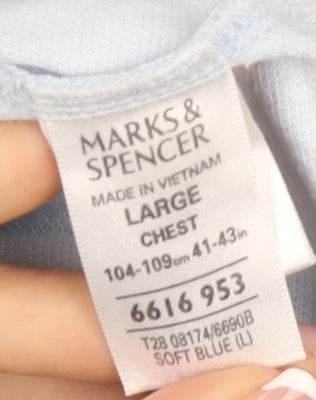 MARKS &
SPENCER
MADE IN VIETNAM
LARGE
CHEST
104-109cm 41-43in
6616 953
T28 08174/6690B
SOFT BLUE (L)